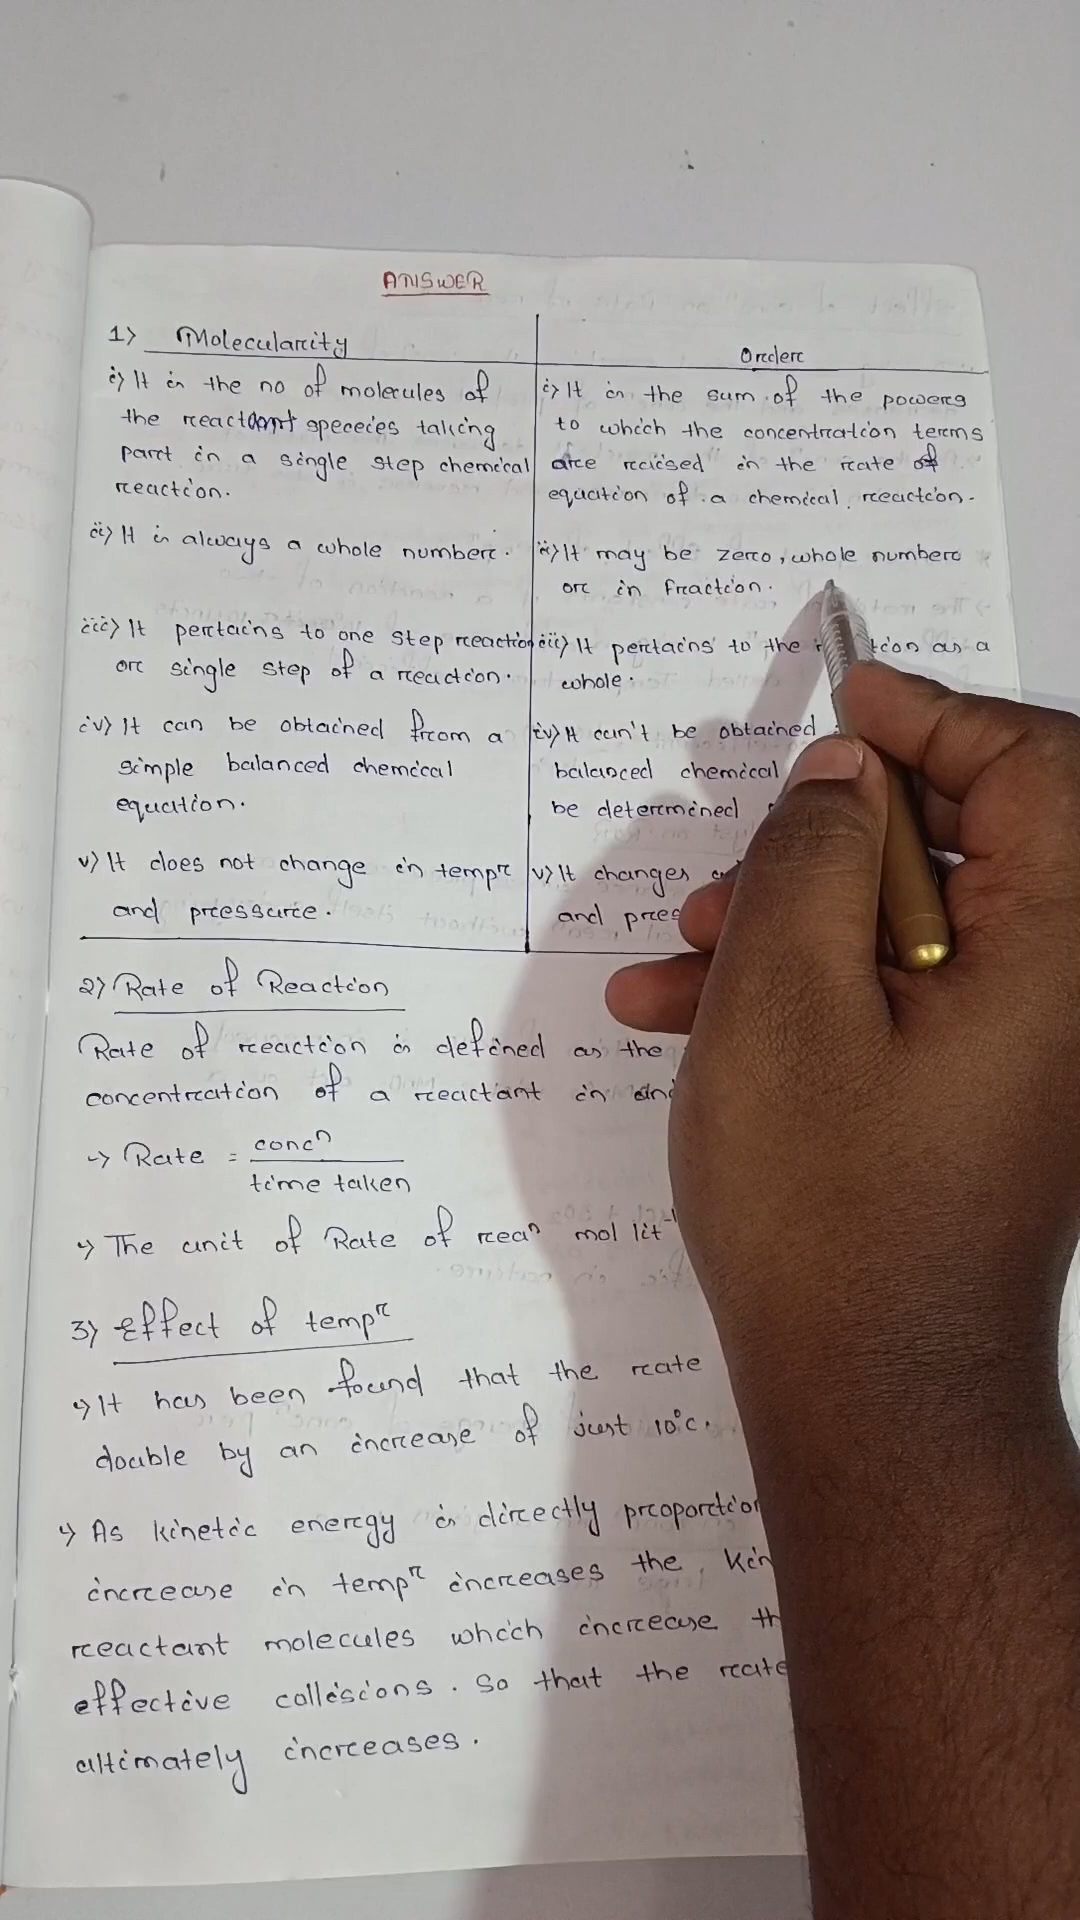 ANSWER
1) Molecularity
i) It is the no of molecules of
the reactant speceies taking
part in a single step chemical
reaction.
ii) It is always a whole number.
iii) It pertains to one step reaction
or single step of a reaction.
iv) It can be obtained from a
simple balanced chemical
equation.
v) It does not change in tempr
and pressure.
Order
i) It is the sum of the powers
to which the concentration terms
are raised in the rate of
equation of a chemical reaction.
ii) It may be zero, whole number
or in fraction.
iii) It pertains to the tion as a
whole.
iv) It can't be obtained
balanced chemical
be determined
v) It changes
and pres
2) Rate of Reaction
Rate of reaction is defined as the
concentration of a reactant in
→ Rate = concn
time taken
→ The unit of Rate of rean mol lit-1
3) Effect of tempr
→ It has been found that the rate
double by an increase of just 10°c.
→ As kinetic energy is directly proportion
increase in tempr increases the Kin
reactant molecules which increase th
effective collisions. So that the rate
ultimately increases.